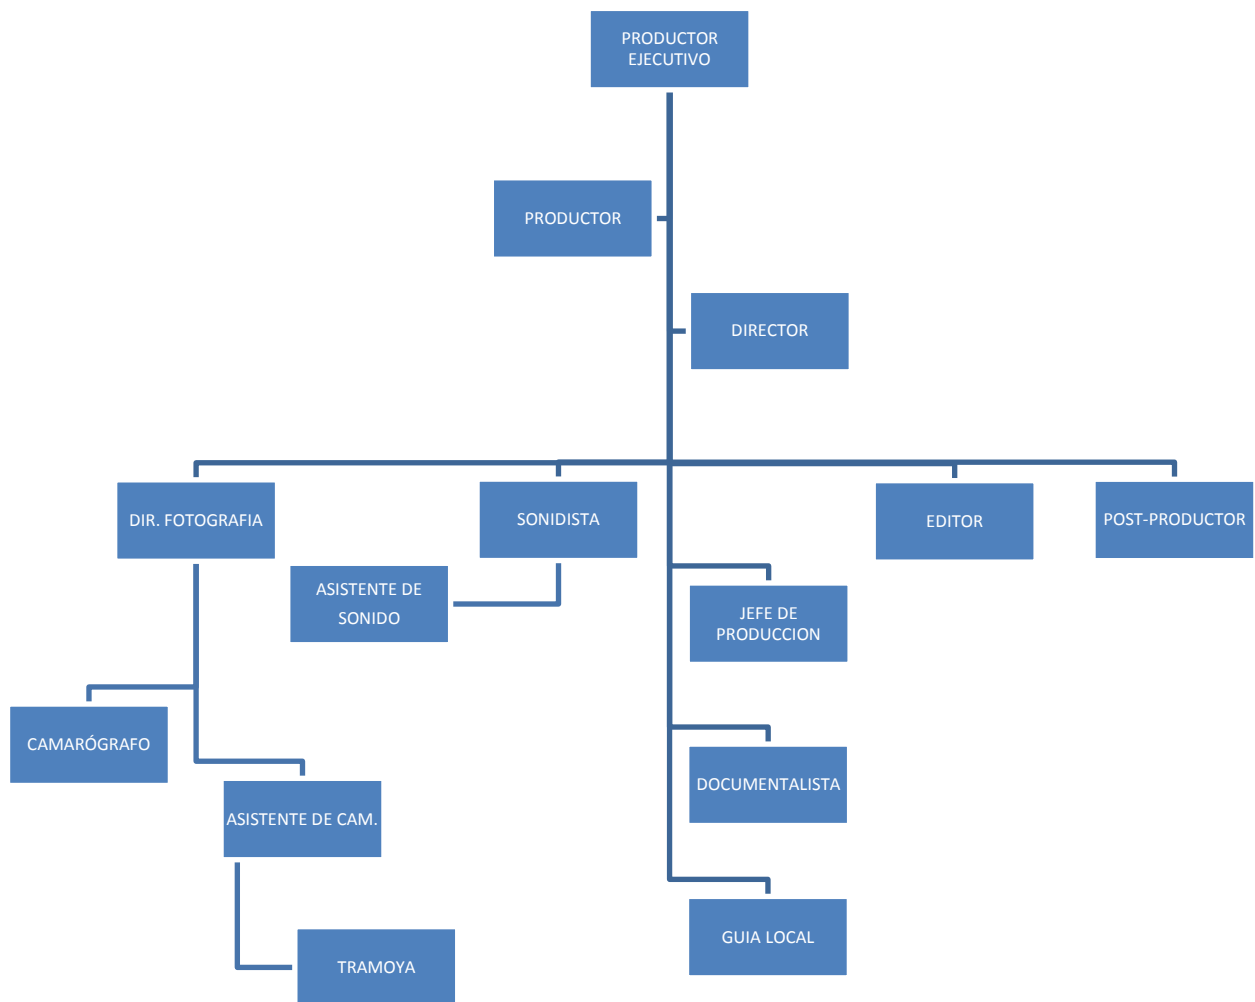 PRODUCTOR
EJECUTIVO
PRODUCTOR
DIRECTOR
DIR. FOTOGRAFIA
SONIDISTA
EDITOR
POST-PRODUCTOR
ASISTENTE DE
SONIDO
JEFE DE
PRODUCCION
CAMARÓGRAFO
DOCUMENTALISTA
ASISTENTE DE CAM.
GUIA LOCAL
TRAMOYA